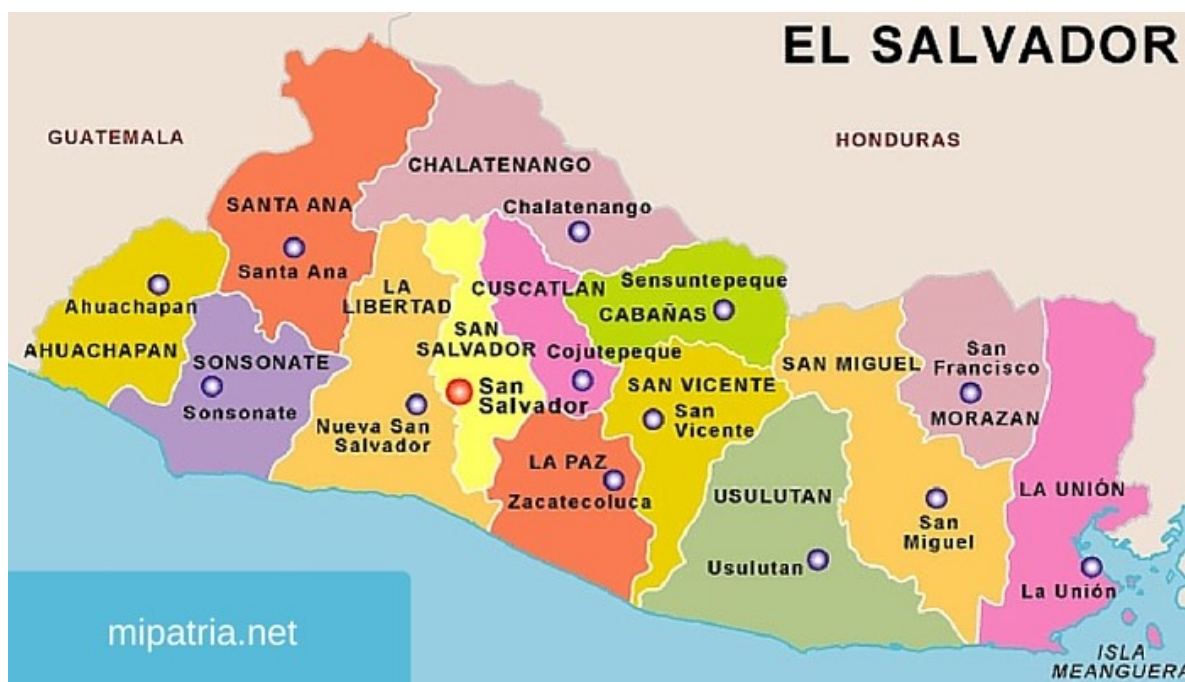 EL SALVADOR
GUATEMALA
HONDURAS
CHALATENANGO
Chalatenango
SANTA ANA
Santa Ana
Ahuachapan
AHUACHAPAN
SONSONATE
Sonsonate
LA
LIBERTAD
Nueva San
Salvador
SAN
SALVADOR
San
Salvador
CUSCATLAN
Cojutepeque
Sensuntepeque
CABAÑAS
SAN VICENTE
San
Vicente
LA PAZ
Zacatecoluca
USULUTAN
Usulutan
SAN MIGUEL
San
Miguel
San
Francisco
MORAZAN
LA UNIÓN
La Unión
ISLA
MEANGUERA
mipatria.net